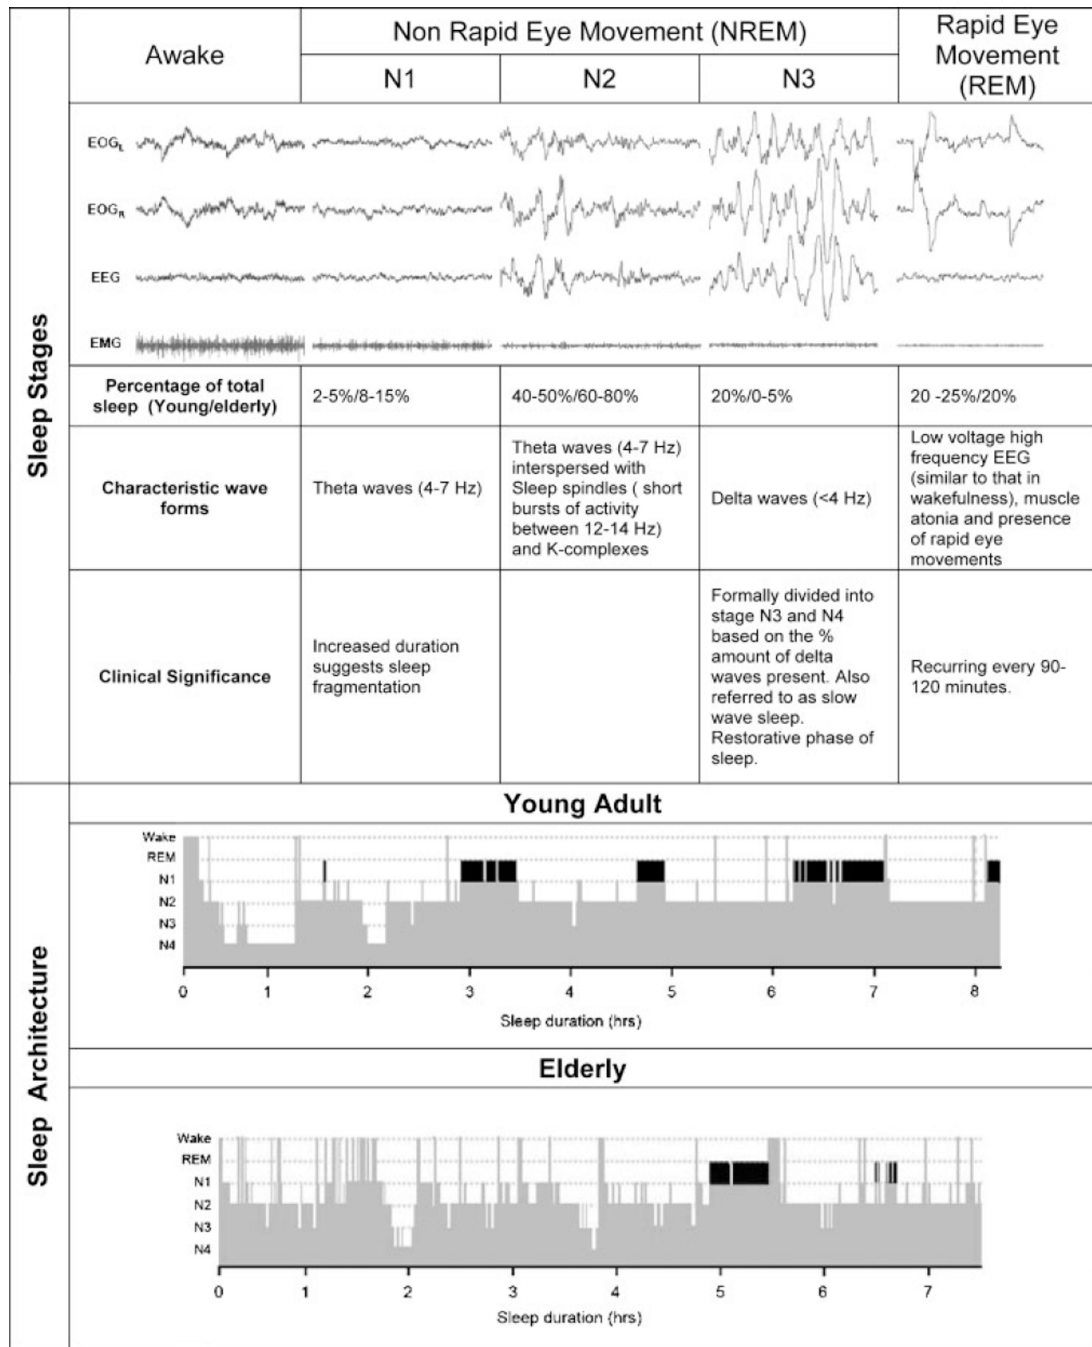 Awake
Non Rapid Eye Movement (NREM)
Rapid Eye
Movement
(REM)
N1
N2
N3
Sleep Stages
EOGL
EOGR
EEG
EMG
Percentage of total
sleep (Young/elderly)
2-5%/8-15%
40-50%/60-80%
20%/0-5%
20 -25%/20%
Characteristic wave
forms
Theta waves (4-7 Hz)
Theta waves (4-7 Hz)
interspersed with
Sleep spindles ( short
bursts of activity
between 12-14 Hz)
and K-complexes
Delta waves (<4 Hz)
Low voltage high
frequency EEG
(similar to that in
wakefulness), muscle
atonia and presence
of rapid eye
movements
Clinical Significance
Increased duration
suggests sleep
fragmentation
Formally divided into
stage N3 and N4
based on the %
amount of delta
waves present. Also
referred to as slow
wave sleep.
Restorative phase of
sleep.
Recurring every 90-
120 minutes.
Sleep Architecture
Young Adult
Wake
REM
N1
N2
N3
N4
0 1 2 3 4 5 6 7 8
Sleep duration (hrs)
Elderly
Wake
REM
N1
N2
N3
N4
0 1 2 3 4 5 6 7
Sleep duration (hrs)